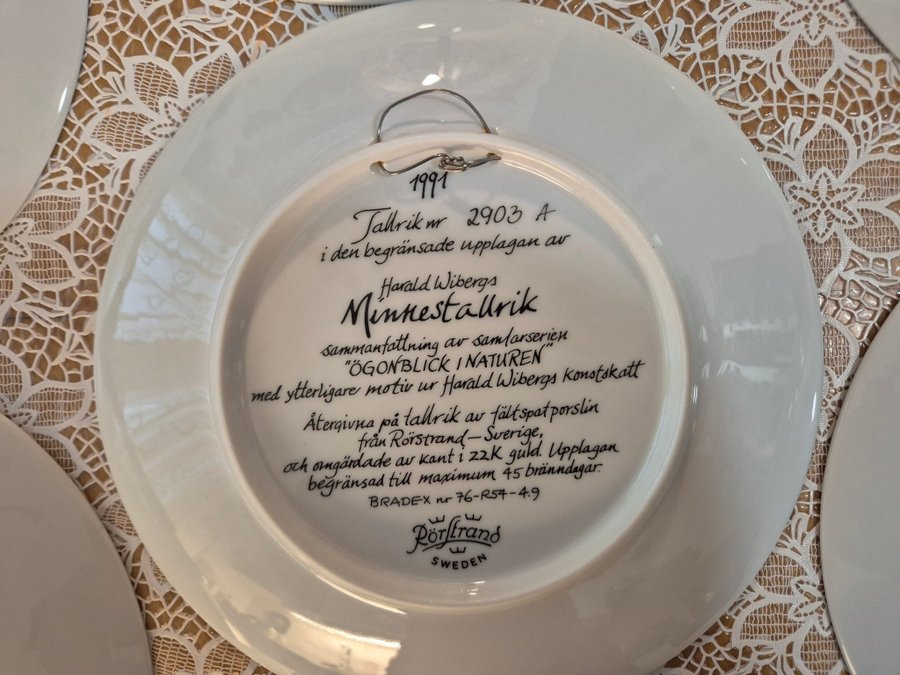 1991
Tallrik nr 2903 A
i den begränsade upplagan av
Harald Wibergs
Minnestallrik
sammanfattning av samlarserien
"ÖGONBLICK I NATUREN"
med ytterligare motiv ur Harald Wibergs konstskatt
Återgivna på tallrik av fältspatporslin
från Rörstrand – Sverige,
och omgärdade av kant i 22K guld. Upplagan
begränsad till maximum 45 bränndagar.
BRADEX nr 76-R54-4.9
Rörstrand
SWEDEN